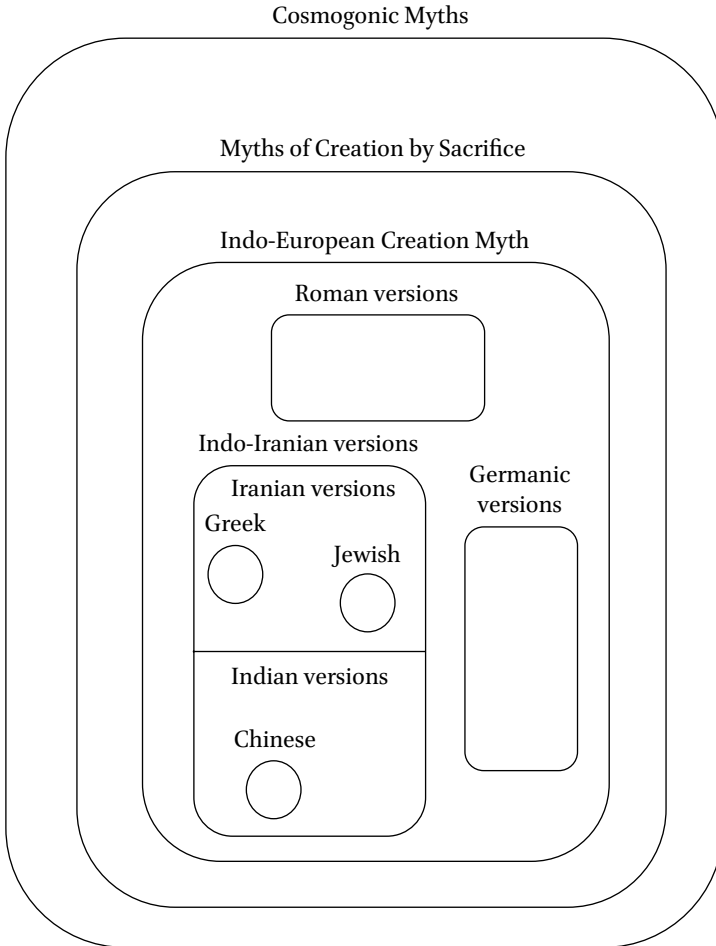 Cosmogonic Myths
Myths of Creation by Sacrifice
Indo-European Creation Myth
Roman versions
Indo-Iranian versions
Iranian versions
Greek
Jewish
Indian versions
Chinese
Germanic
versions